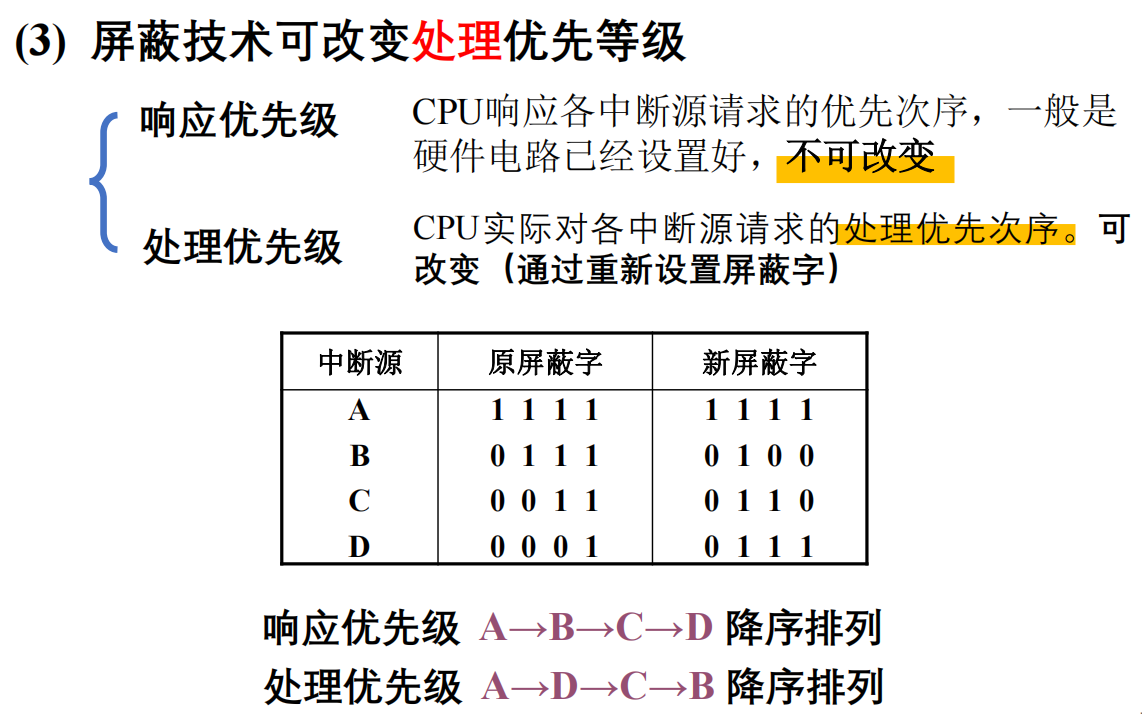 (3) 屏蔽技术可改变处理优先等级
响应优先级
CPU响应各中断源请求的优先次序，一般是
硬件电路已经设置好，不可改变
处理优先级
CPU实际对各中断源请求的处理优先次序。可
改变（通过重新设置屏蔽字）
中断源 原屏蔽字 新屏蔽字
A 1 1 1 1 1 1 1 1
B 0 1 1 1 0 1 0 0
C 0 0 1 1 0 1 1 0
D 0 0 0 1 0 1 1 1
响应优先级 A→B→C→D 降序排列
处理优先级 A→D→C→B 降序排列